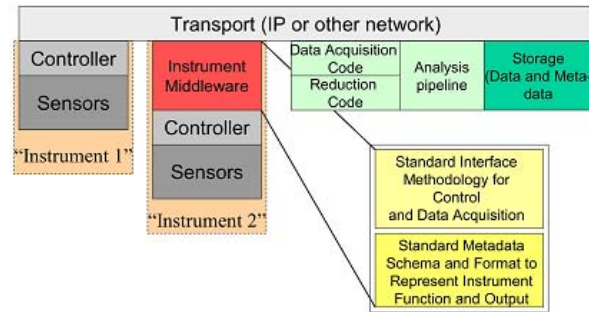 Transport (IP or other network)
Controller
Sensors
“Instrument 1”
Instrument
Middleware
Controller
Sensors
“Instrument 2”
Data Acquisition
Code
Reduction
Code
Analysis
pipeline
Storage
(Data and Meta-
data
Standard Interface
Methodology for
Control
and Data Acquisition
Standard Metadata
Schema and Format to
Represent Instrument
Function and Output